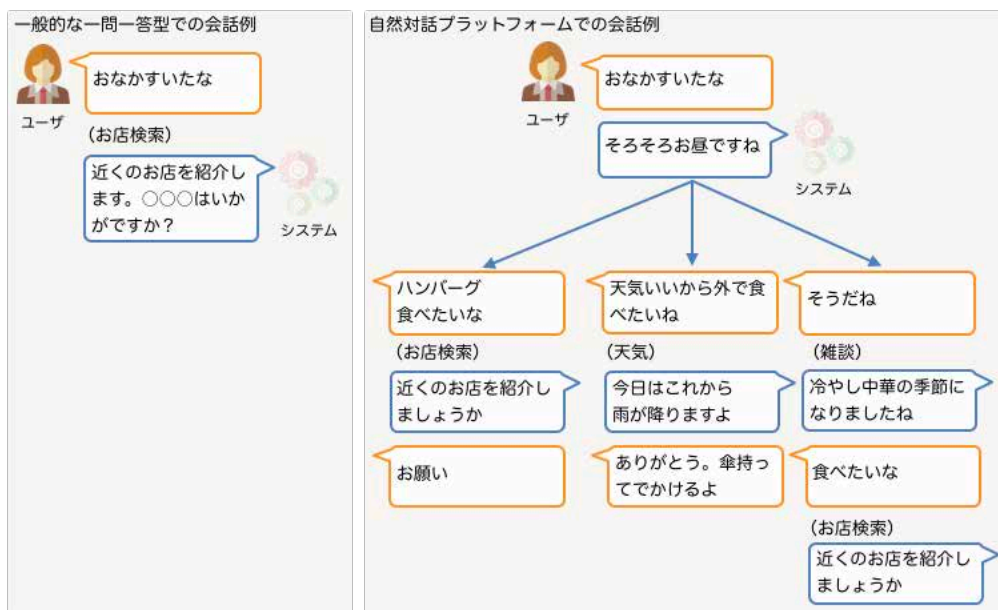 一般的な一問一答型での会話例
おなかすいたな
ユーザ
(お店検索)
近くのお店を紹介し
ます。○○○はいか
がですか？
システム
自然対話プラットフォームでの会話例
おなかすいたな
ユーザ
そろそろお昼ですね
システム
ハンバーグ
食べたいな
(お店検索)
近くのお店を紹介し
ましょうか
お願い
天気いいから外で食
べたいね
(天気)
今日はこれから
雨が降りますよ
ありがとう。傘持っ
てでかけるよ
そうだね
(雑談)
冷やし中華の季節に
なりましたね
食べたいな
(お店検索)
近くのお店を紹介し
ましょうか